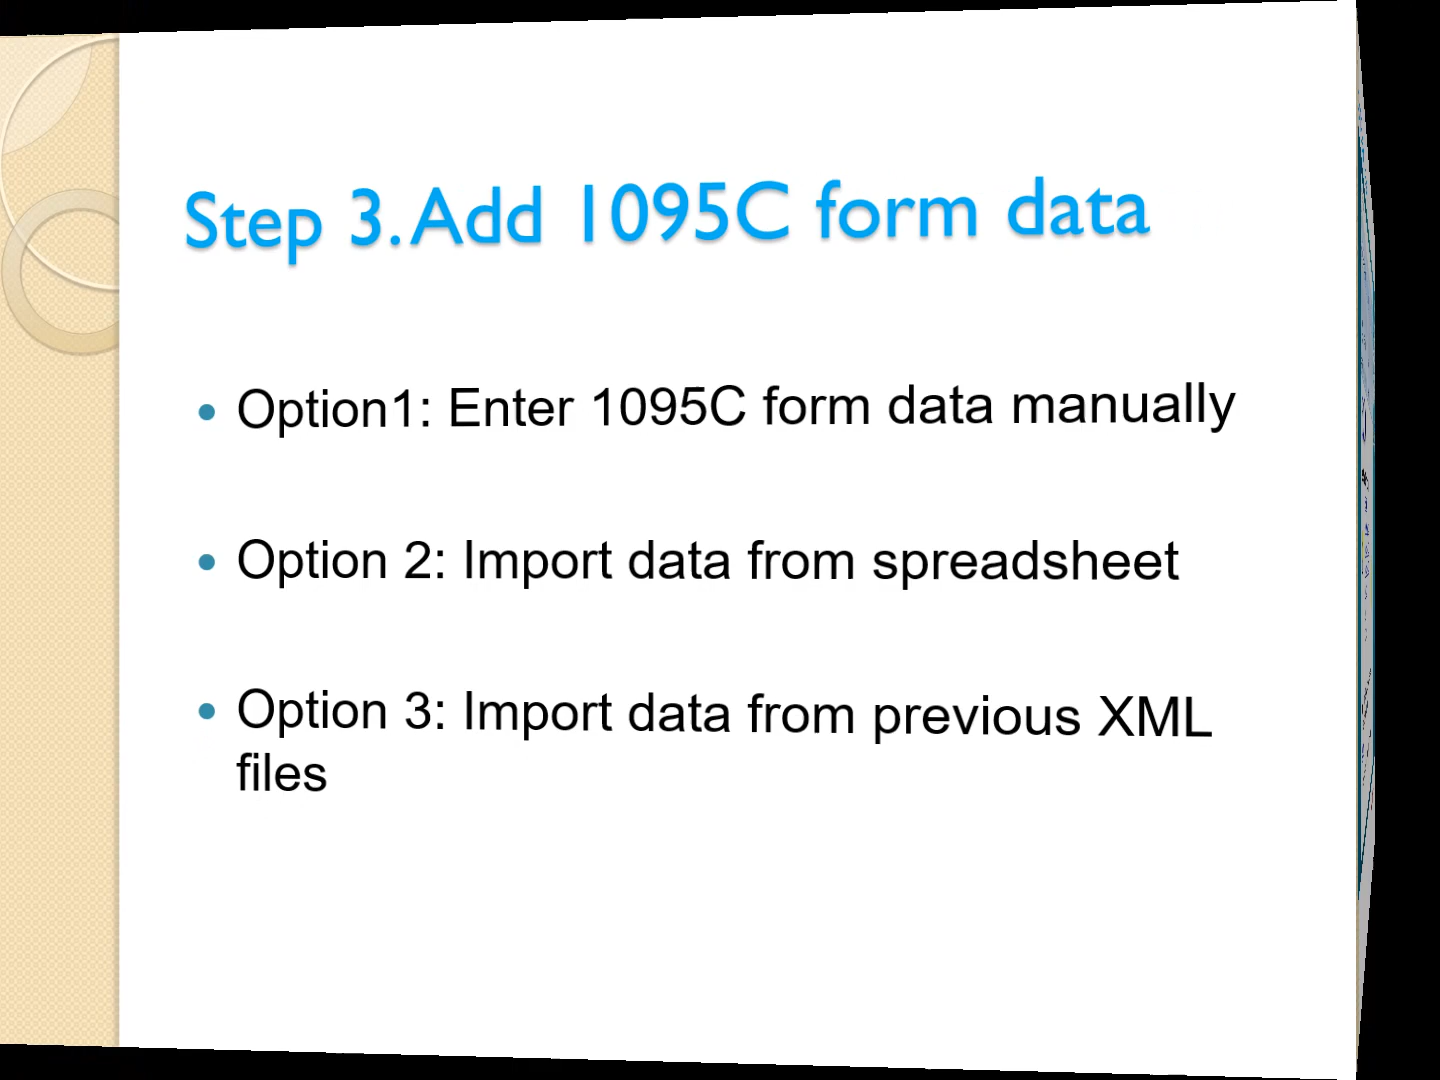 Step 3. Add 1095C form data
• Option1: Enter 1095C form data manually
• Option 2: Import data from spreadsheet
• Option 3: Import data from previous XML
files